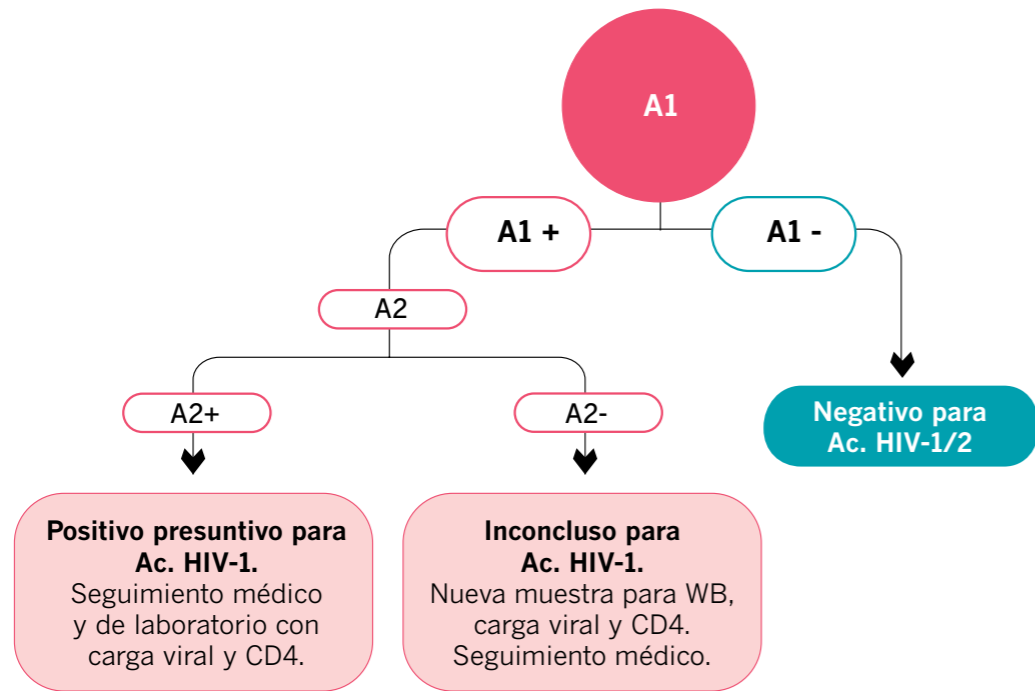 A1
A1 +
A1 -
A2
A2+
A2-
Negativo para
Ac. HIV-1/2
Positivo presuntivo para
Ac. HIV-1.
Seguimiento médico
y de laboratorio con
carga viral y CD4.
Inconcluso para
Ac. HIV-1.
Nueva muestra para WB,
carga viral y CD4.
Seguimiento médico.